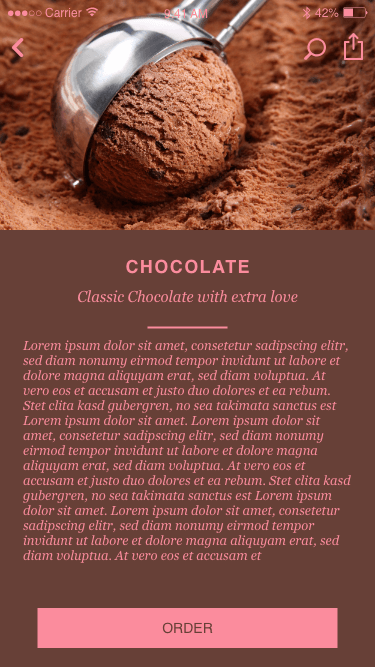 Carrier 9:41 AM 42%
CHOCOLATE
Classic Chocolate with extra love
Lorem ipsum dolor sit amet, consetetur sadipscing elitr,
sed diam nonumy eirmod tempor invidunt ut labore et
dolore magna aliquyam erat, sed diam voluptua. At
vero eos et accusam et justo duo dolores et ea rebum.
Stet clita kasd gubergren, no sea takimata sanctus est
Lorem ipsum dolor sit amet. Lorem ipsum dolor sit
amet, consetetur sadipscing elitr, sed diam nonumy
eirmod tempor invidunt ut labore et dolore magna
aliquyam erat, sed diam voluptua. At vero eos et
accusam et justo duo dolores et ea rebum. Stet clita kasd
gubergren, no sea takimata sanctus est Lorem ipsum
dolor sit amet. Lorem ipsum dolor sit amet, consetetur
sadipscing elitr, sed diam nonumy eirmod tempor
invidunt ut labore et dolore magna aliquyam erat, sed
diam voluptua. At vero eos et accusam et
ORDER